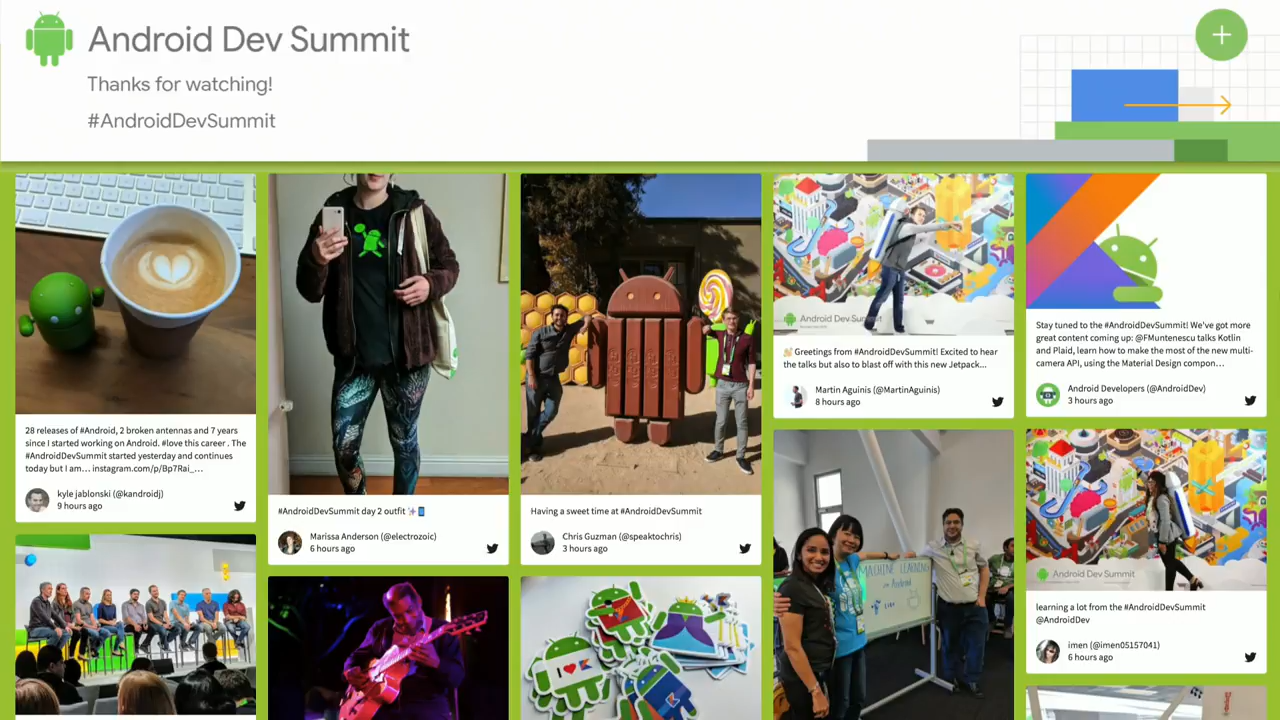 Android Dev Summit
Thanks for watching!
#AndroidDevSummit
28 releases of #Android, 2 broken antennas and 7 years
since I started working on Android. #love this career . The
#AndroidDevSummit started yesterday and continues
today but I am… instagram.com/p/Bp7Rai_…
kyle jablonski (@kandroidj)
9 hours ago
#AndroidDevSummit day 2 outfit ✨📱
Marissa Anderson (@electrozoic)
6 hours ago
Having a sweet time at #AndroidDevSummit
Chris Guzman (@speaktochris)
3 hours ago
Android Dev Summit
👋 Greetings from #AndroidDevSummit! Excited to hear
the talks but also to blast off with this new Jetpack...
Martin Aguinis (@MartinAguinis)
8 hours ago
MACHINE LEARNING
on Android
Stay tuned to the #AndroidDevSummit! We've got more
great content coming up: @FMuntenescu talks Kotlin
and Plaid, learn how to make the most of the new multi-
camera API, using the Material Design compon…
Android Developers (@AndroidDev)
3 hours ago
Android Dev Summit
learning a lot from the #AndroidDevSummit
@AndroidDev
imen (@imen05157041)
6 hours ago
I